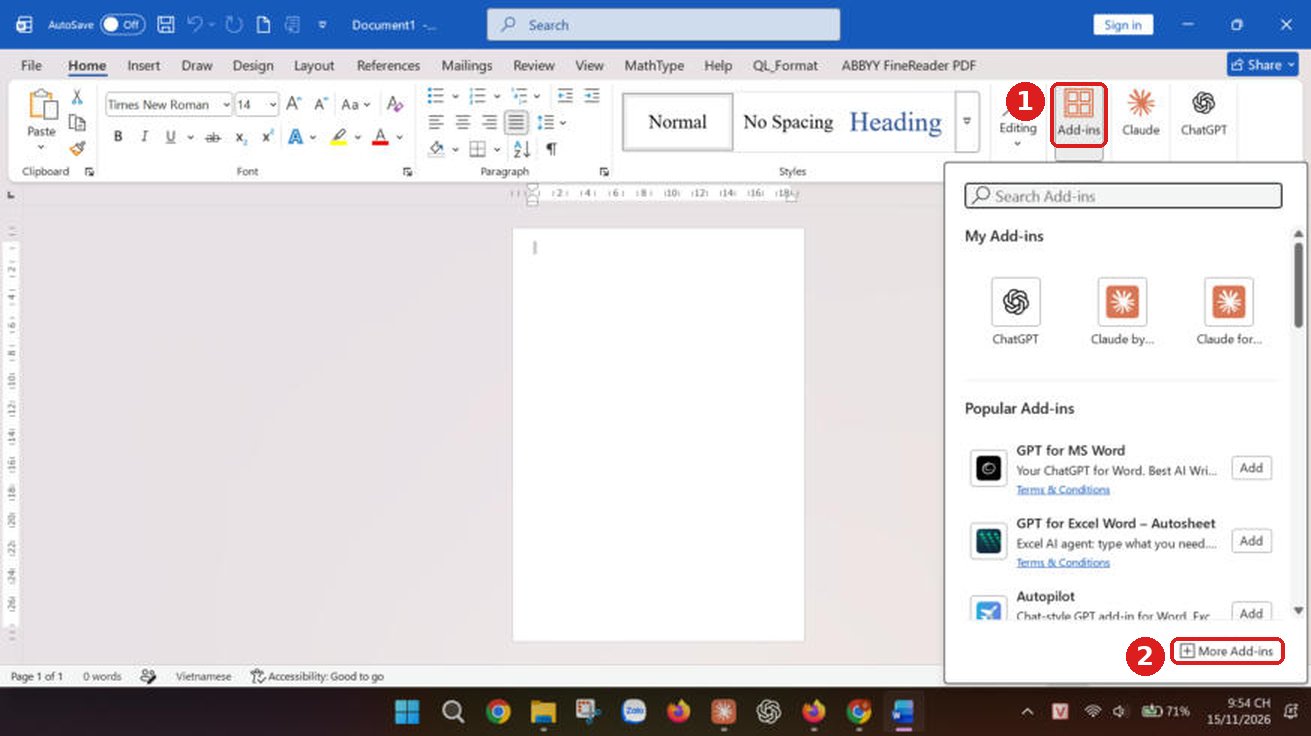 AutoSave Off Document1 -... Search Sign in
File Home Insert Draw Design Layout References Mailings Review View MathType Help QL_Format ABBYY FineReader PDF Share
Paste
Times New Roman 14
Normal
No Spacing
Heading
1
Editing
Add-ins
Claude
ChatGPT
Clipboard Font Paragraph Styles
Search Add-ins
My Add-ins
ChatGPT Claude by... Claude for...
Popular Add-ins
GPT for MS Word
Your ChatGPT for Word. Best AI Wri... Add
Terms & Conditions
GPT for Excel Word – Autosheet
Excel AI agent: type what you need.... Add
Terms & Conditions
Autopilot
Chat-style GPT add-in for Word, Exc Add
2 More Add-ins
Page 1 of 1 0 words Vietnamese Accessibility: Good to go
Zalo
71%
9:54 CH
15/11/2026